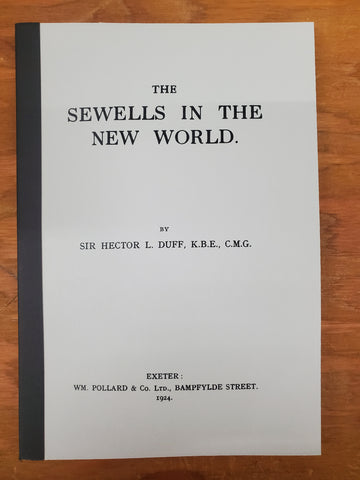 THE
SEWELLS IN THE
NEW WORLD.
BY
SIR HECTOR L. DUFF, K.B.E., C.M.G.
EXETER:
WM. POLLARD & Co. LTD., BAMPFYLDE STREET.
1924.